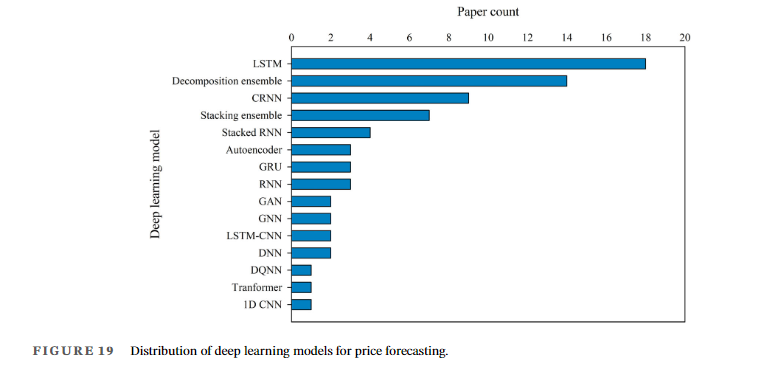 Paper count
0 2 4 6 8 10 12 14 16 18 20
Deep learning model
LSTM
Decomposition ensemble
CRNN
Stacking ensemble
Stacked RNN
Autoencoder
GRU
RNN
GAN
GNN
LSTM-CNN
DNN
DQNN
Tranformer
1D CNN
FIGURE 19 Distribution of deep learning models for price forecasting.